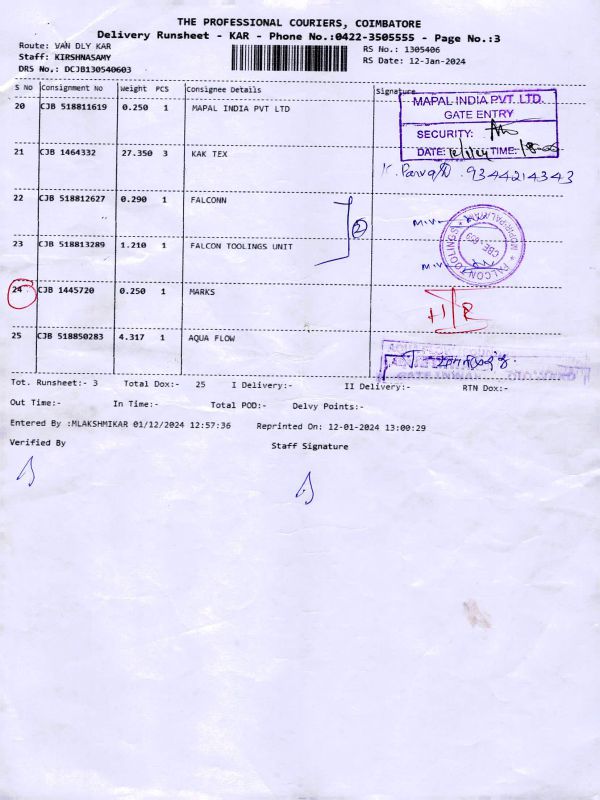 THE PROFESSIONAL COURIERS, COIMBATORE
Delivery Runsheet - KAR - Phone No.:0422-3505555 - Page No.:3
Route: VAN DLY KAR RS No.: 1305406
Staff: KIRSHNASAMY RS Date: 12-Jan-2024
DRS No,: DCJB130540603
S No Consignment No Weight PCS Consignee Details Signature
20 CJB 518811619 0.250 1 MAPAL INDIA PVT LTD
MAPAL INDIA PVT. LTD.
GATE ENTRY
SECURITY:
DATE: TIME:
21 CJB 1464332 27.350 3 KAK TEX
9344214343
22 CJB 518812627 0.290 1 FALCONN
2
23 CJB 518813289 1.210 1 FALCON TOOLINGS UNIT
FALCON TOOLINGS
24 CJB 1445720 0.250 1 MARKS
25 CJB 518850283 4.317 1 AQUA FLOW
Tot. Runsheet:- 3 Total Dox:- 25 I Delivery:- II Delivery:- RTN Dox:-
Out Time:- In Time:- Total POD:- Delvy Points:-
Entered By :MLAKSHMIKAR 01/12/2024 12:57:36 Reprinted On: 12-01-2024 13:00:29
Verified By Staff Signature